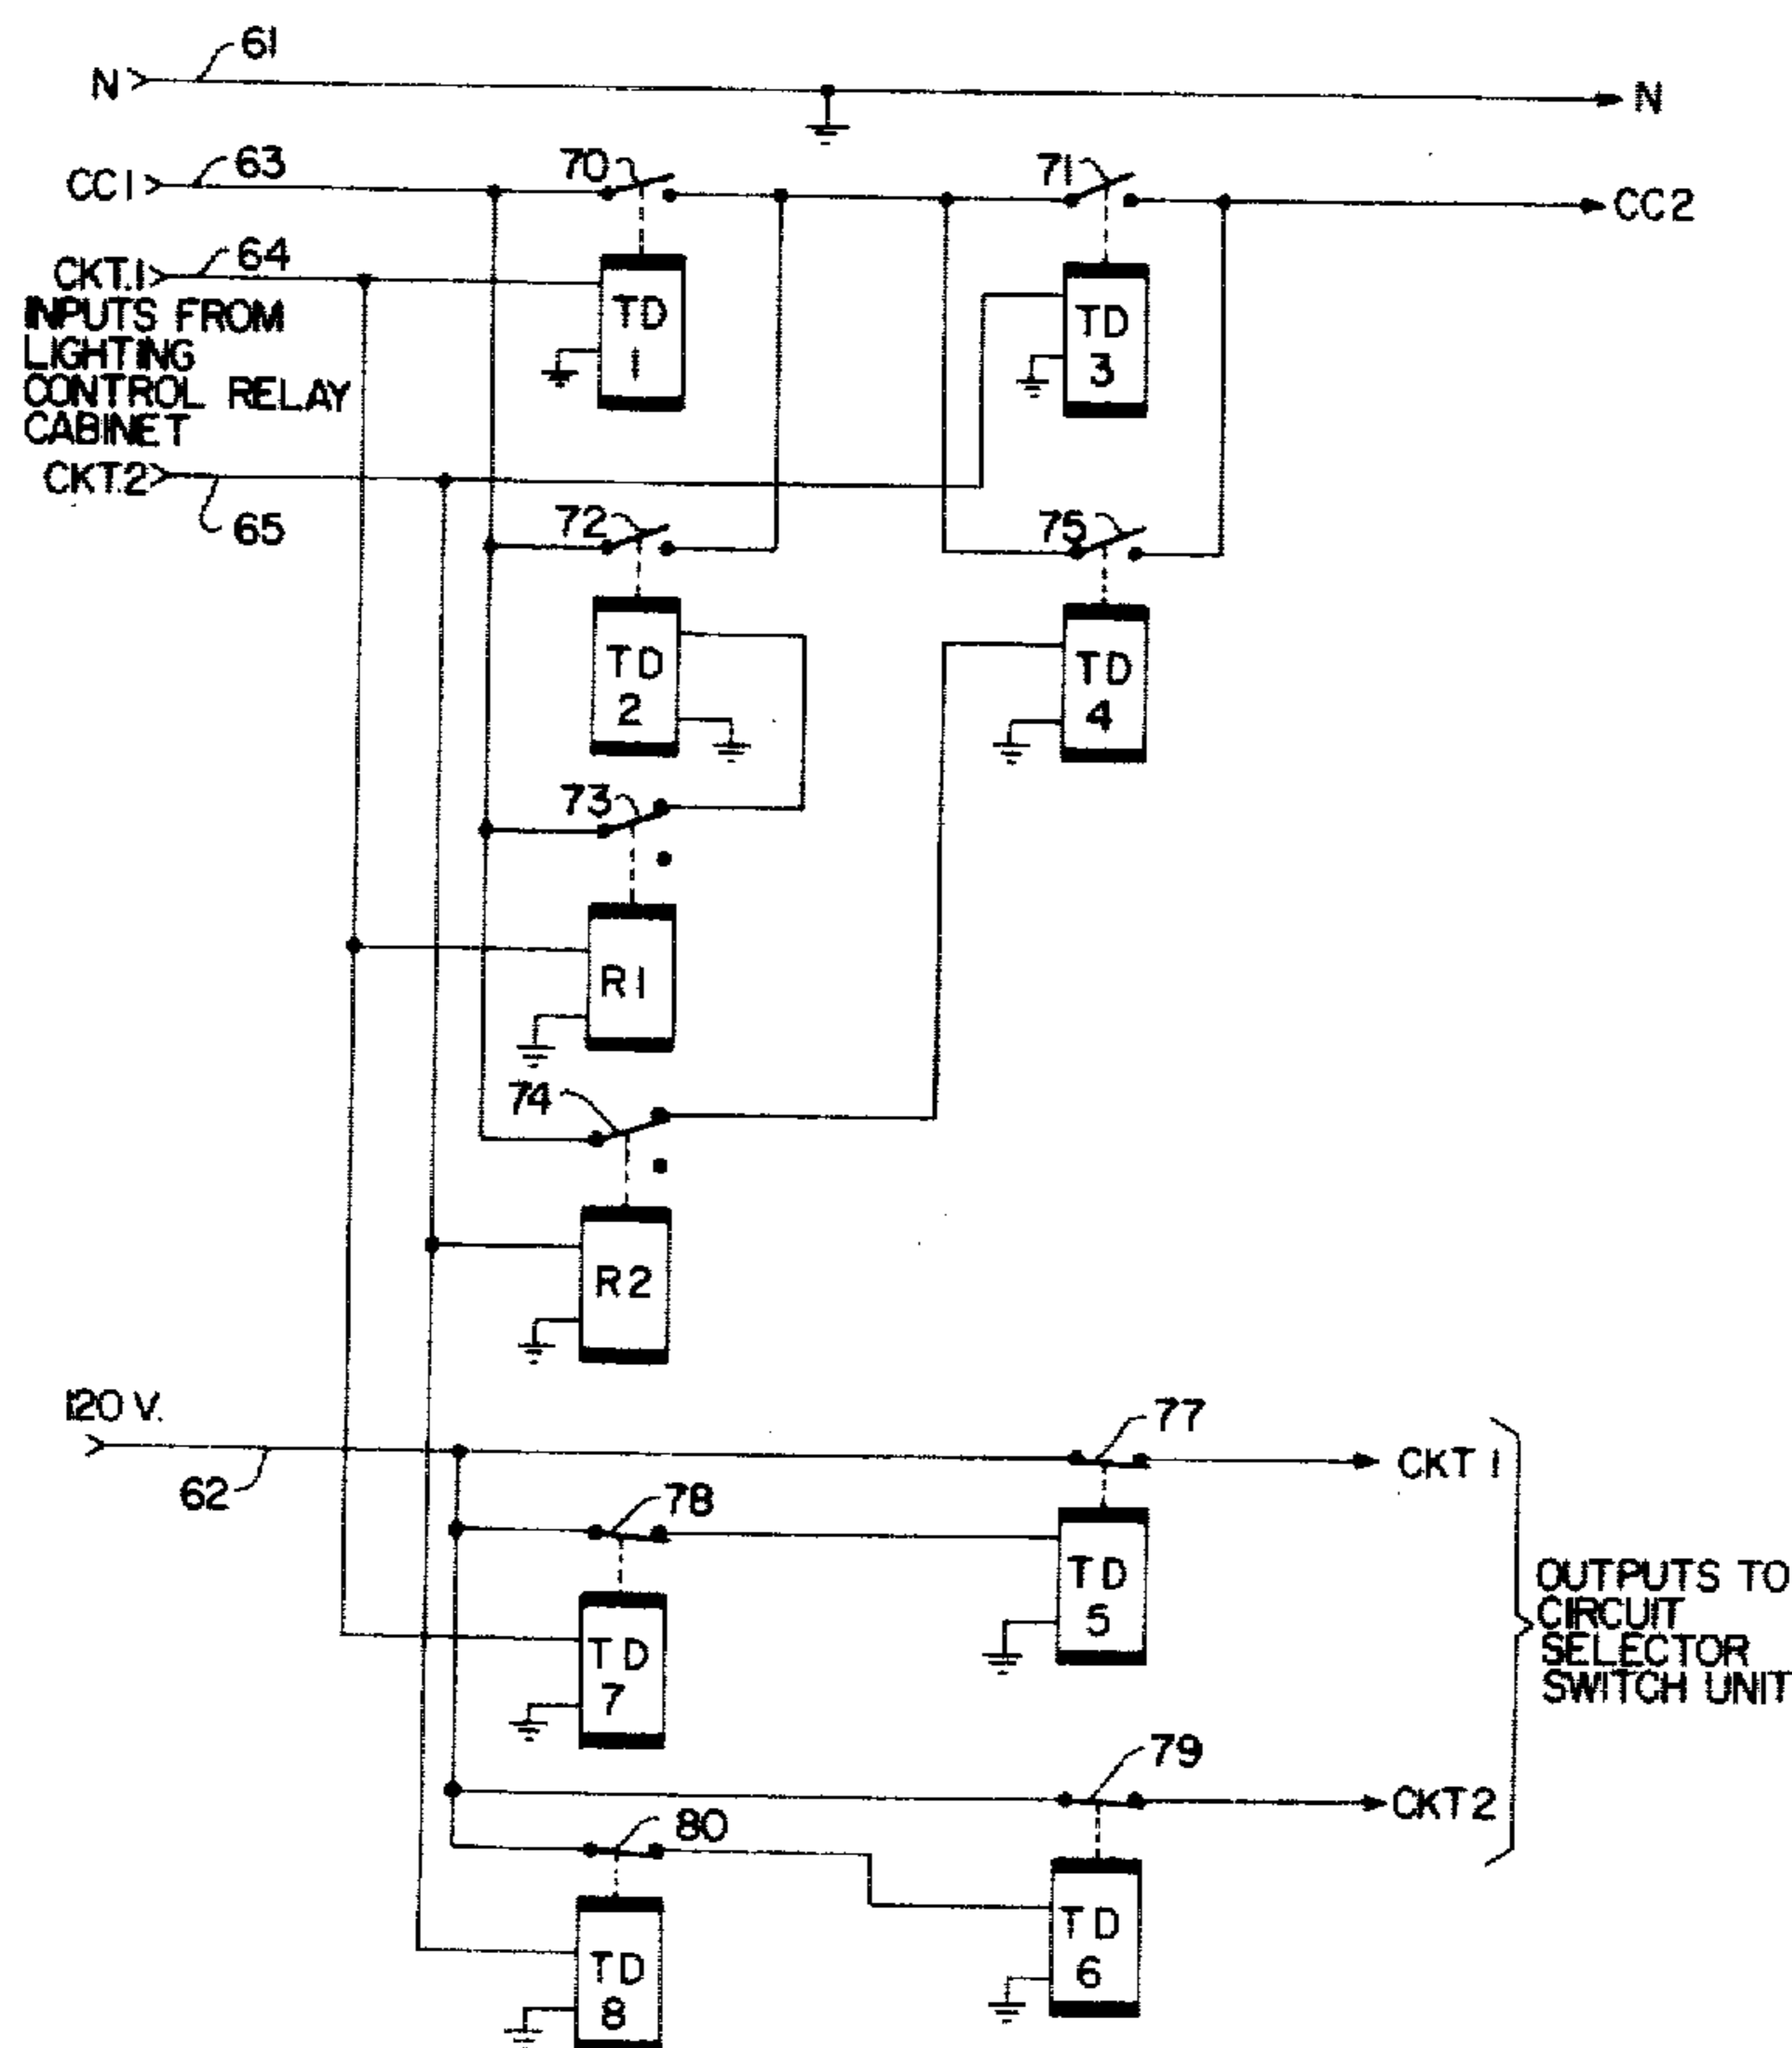 61
N
N
CC1
63
70
71
CC2
CKT.1
64
INPUTS FROM
LIGHTING
CONTROL RELAY
CABINET
TD
1
TD
3
CKT.2
65
72
75
TD
2
TD
4
73
R1
74
R2
120 V.
62
77
CKT 1
78
TD
5
TD
7
OUTPUTS TO
CIRCUIT
SELECTOR
SWITCH UNIT
79
CKT2
80
TD
6
TD
8